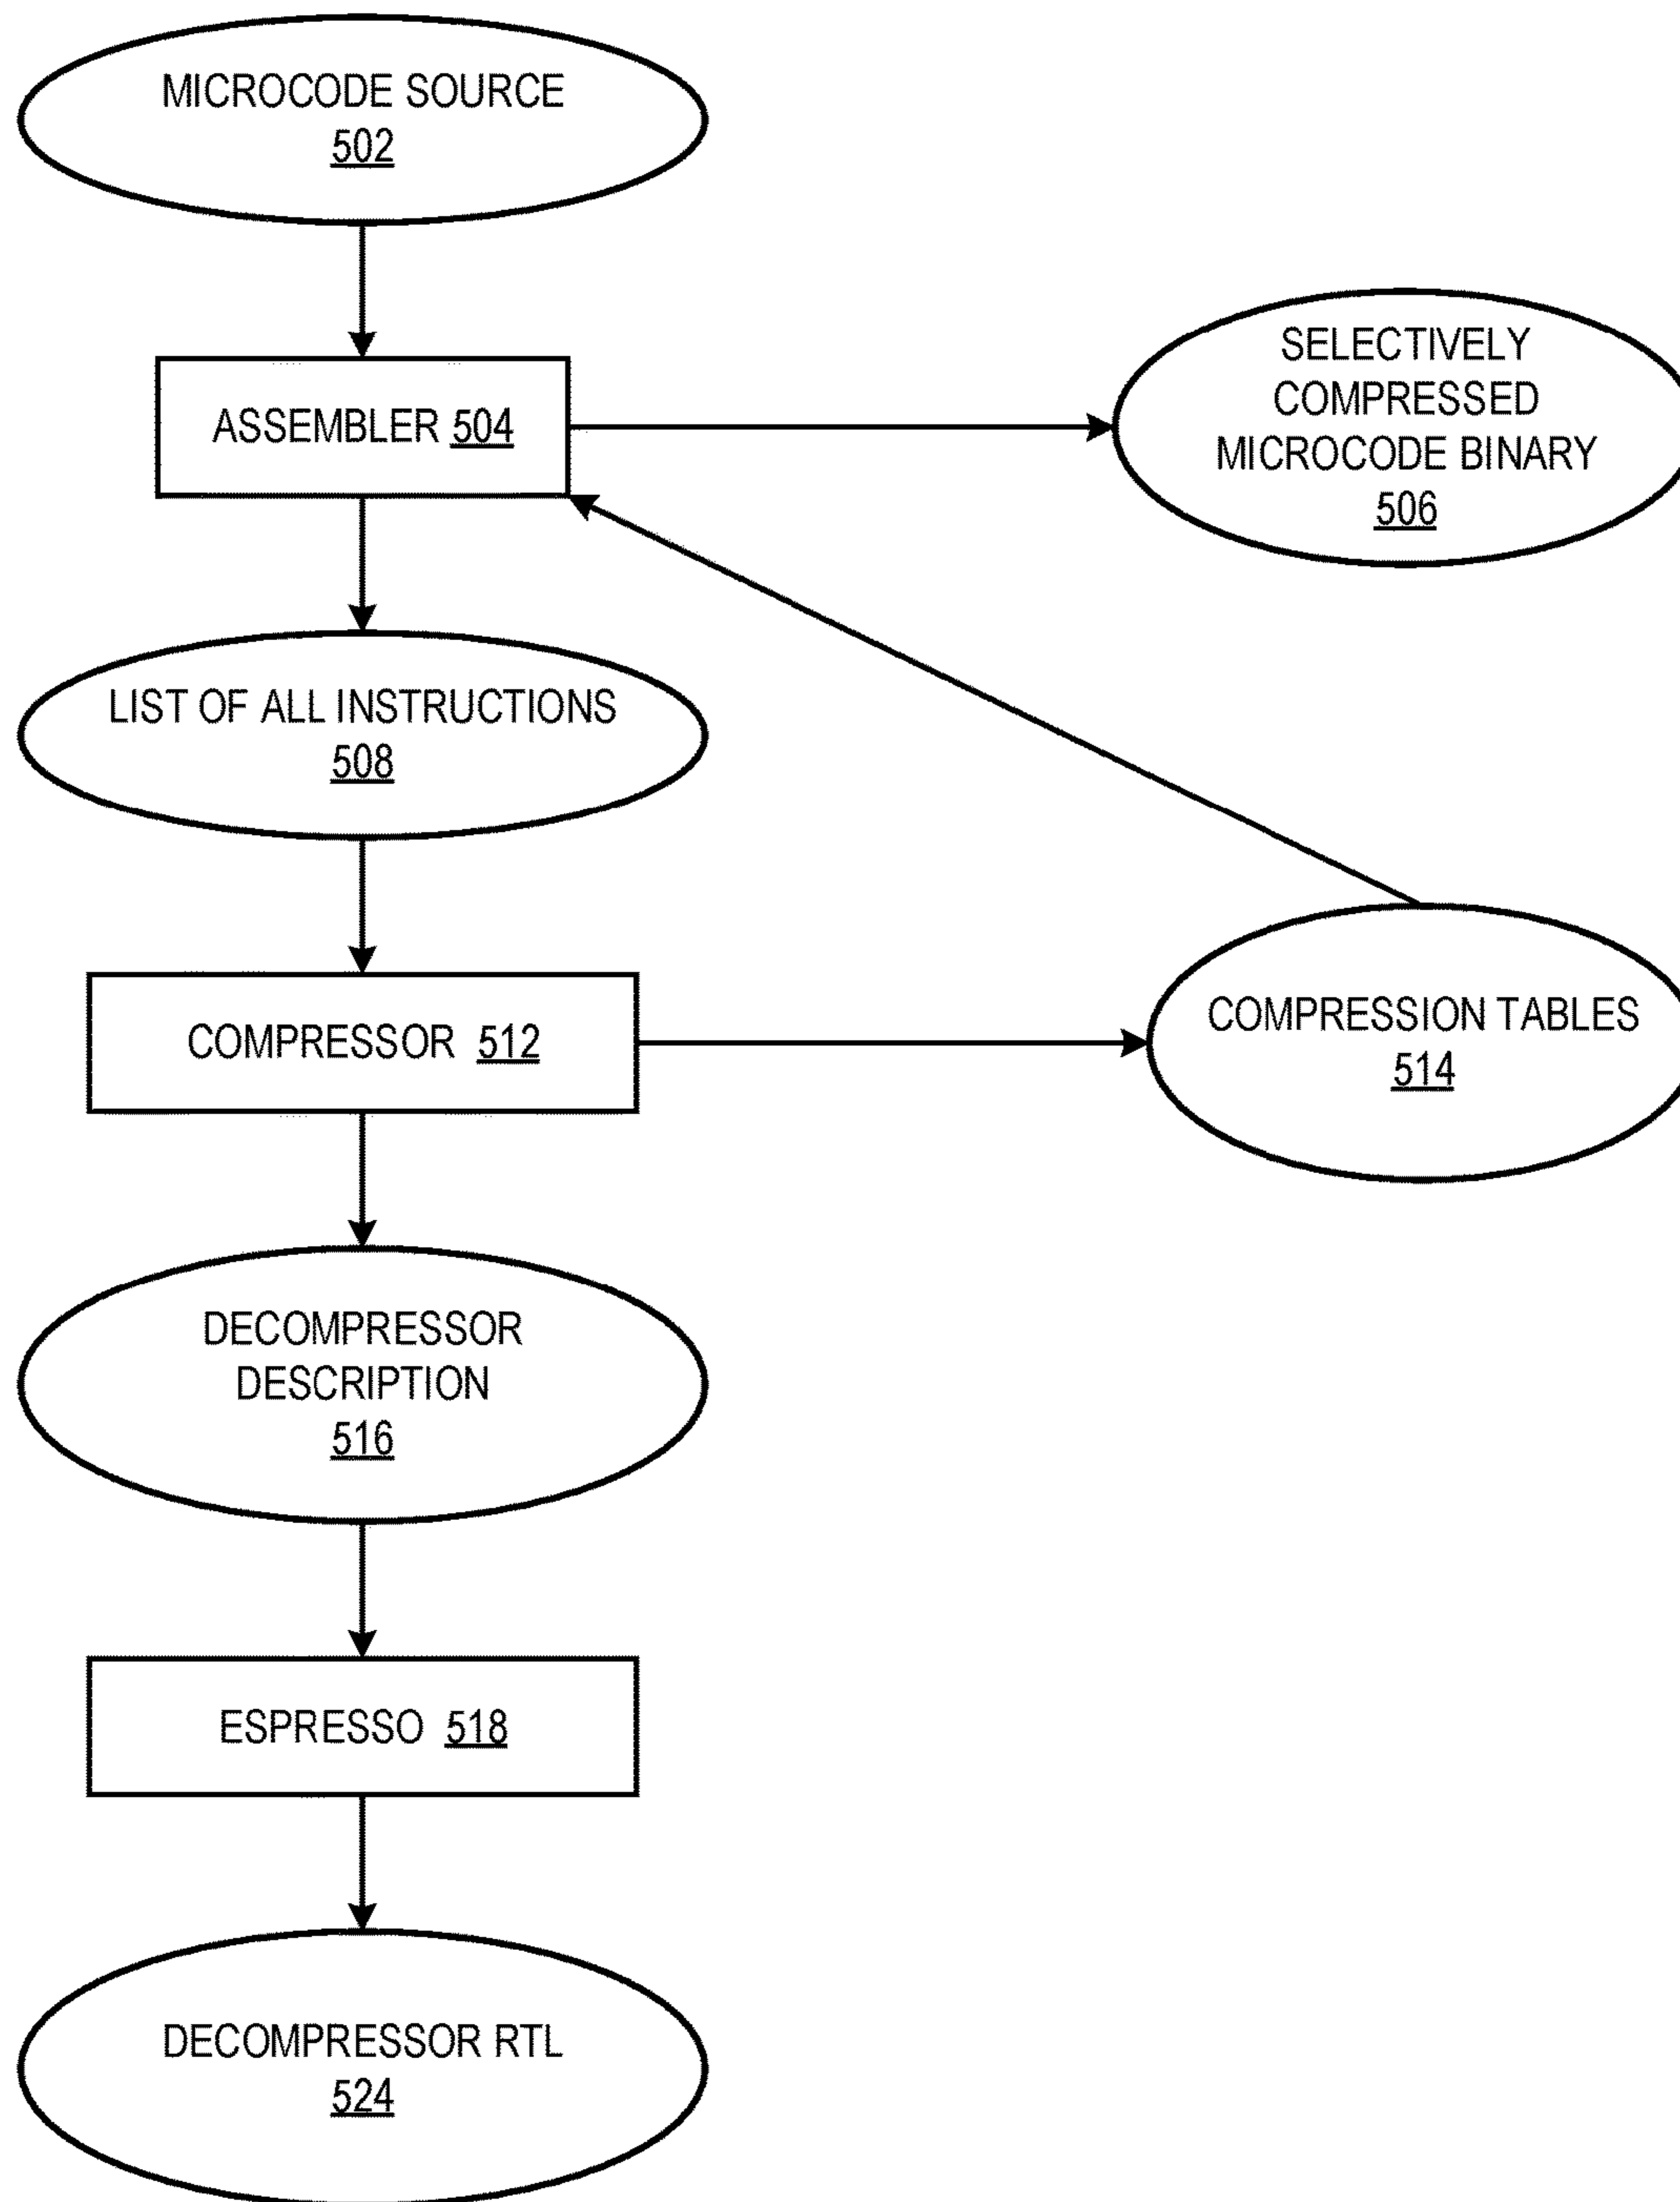 MICROCODE SOURCE
502
ASSEMBLER 504
SELECTIVELY
COMPRESSED
MICROCODE BINARY
506
LIST OF ALL INSTRUCTIONS
508
COMPRESSOR 512
COMPRESSION TABLES
514
DECOMPRESSOR
DESCRIPTION
516
ESPRESSO 518
DECOMPRESSOR RTL
524